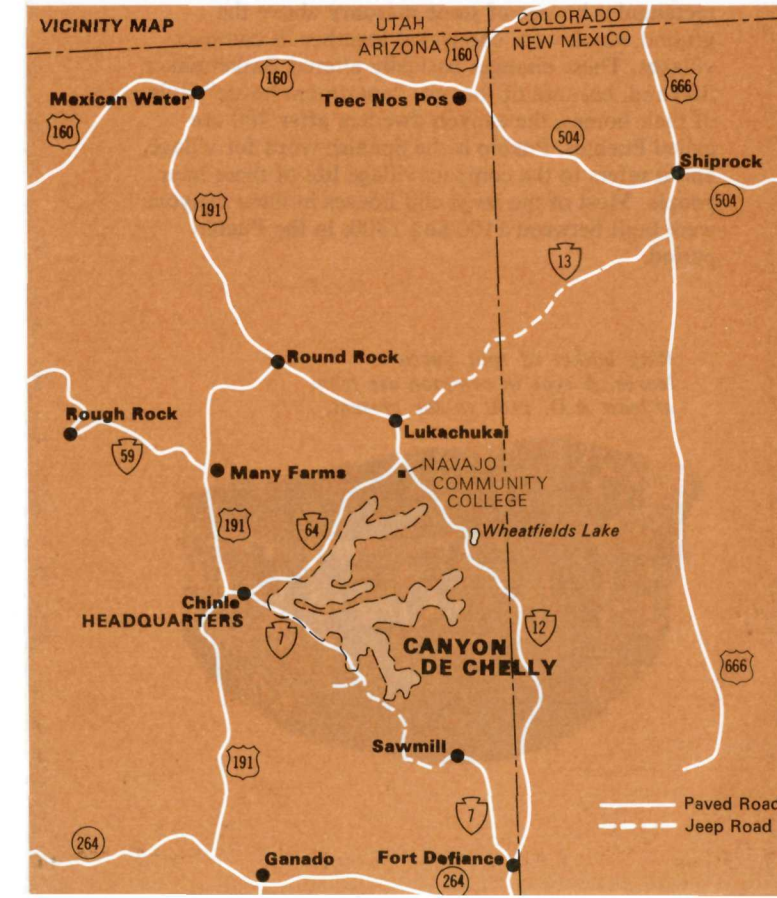 VICINITY MAP
UTAH
COLORADO
ARIZONA
NEW MEXICO
160
160
160
666
Mexican Water
Teec Nos Pos
504
Shiprock
504
191
13
Round Rock
Rough Rock
Lukachukai
59
Many Farms
NAVAJO
COMMUNITY
COLLEGE
191
64
Wheatfields Lake
Chinle
HEADQUARTERS
7
12
CANYON
DE CHELLY
666
Sawmill
191
7
Paved Road
Jeep Road
264
Ganado
Fort Defiance
264